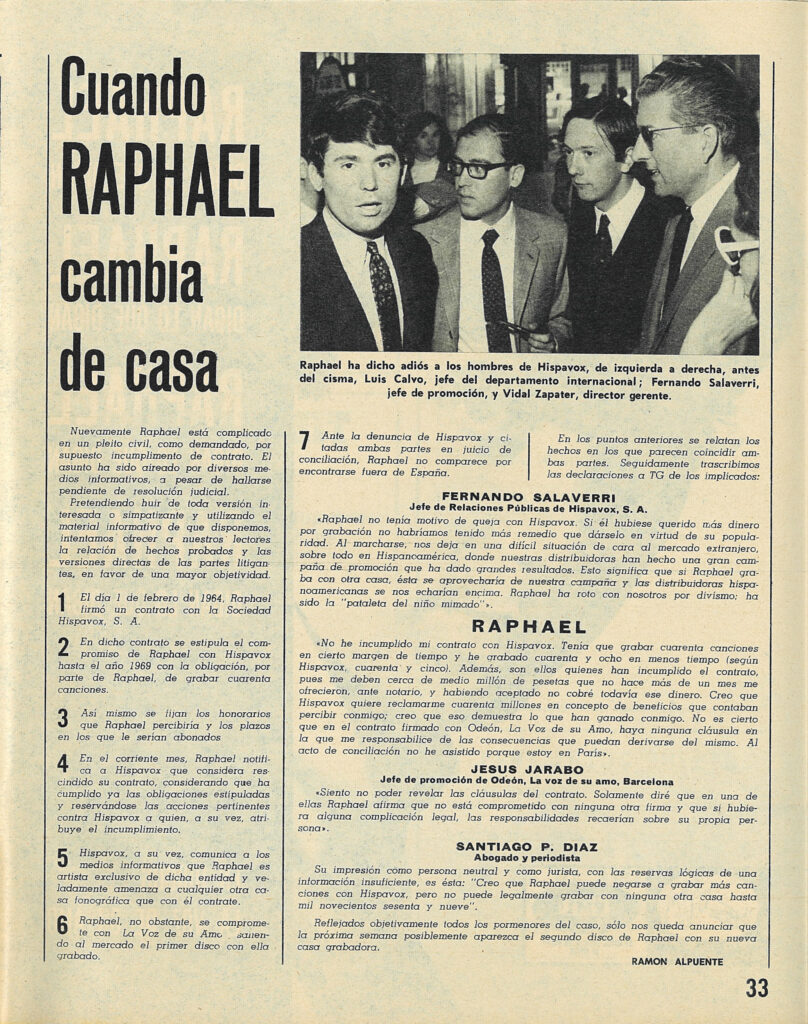 Cuando
RAPHAEL
cambia
de casa
Raphael ha dicho adiós a los hombres de Hispavox, de izquierda a derecha, antes
del cisma, Luis Calvo, jefe del departamento internacional; Fernando Salaverri,
jefe de promoción, y Vidal Zapater, director gerente.
Nuevamente Raphael está complicado
en un pleito civil, como demandado, por
supuesto incumplimento de contrato. El
asunto ha sido aireado por diversos me-
dios informativos, a pesar de hallarse
pendiente de resolución judicial.
Pretendiendo huir de toda versión in-
teresada o simpatizante y utilizando el
material informativo de que disponemos,
intentamos ofrecer a nuestros lectores
la relación de hechos probados y las
versiones directas de las partes litigan-
tes, en favor de una mayor objetividad.
1 El día 1 de febrero de 1964, Raphael
firmó un contrato con la Sociedad
Hispavox, S. A.
2 En dicho contrato se estipula el com-
promiso de Raphael con Hispavox
hasta el año 1969 con la obligación, por
parte de Raphael, de grabar cuarenta
canciones.
3 Así mismo se fijan los honorarios
que Raphael percibiría y los plazos
en los que le serían abonados
4 En el corriente mes, Raphael notifi-
ca a Hispavox que considera res-
cindido su contrato, considerando que ha
cumplido ya las obligaciones estipuladas
y reservándose las acciones pertinentes
contra Hispavox a quien, a su vez, atri-
buye el incumplimiento.
5 Hispavox, a su vez, comunica a los
medios informativos que Raphael es
artista exclusivo de dicha entidad y ve-
ladamente amenaza a cualquier otra ca-
sa fonográfica que con él contrate.
6 Raphael, no obstante, se comprome-
te con La Voz de su Amo salien-
do al mercado el primer disco con ella
grabado.
7 Ante la denuncia de Hispavox y ci-
tadas ambas partes en juicio de
conciliación, Raphael no comparece por
encontrarse fuera de España.
En los puntos anteriores se relatan los
hechos en los que parecen coincidir am-
bas partes. Seguidamente trascribimos
las declaraciones a TG de los implicados:
FERNANDO SALAVERRI
Jefe de Relaciones Públicas de Hispavox, S. A.
«Raphael no tenía motivo de queja con Hispavox. Si él hubiese querido más dinero
por grabación no habríamos tenido más remedio que dárselo en virtud de su popula-
ridad. Al marcharse, nos deja en una difícil situación de cara al mercado extranjero,
sobre todo en Hispanoamérica, donde nuestras distribuidoras han hecho una gran cam-
paña de promoción que ha dado grandes resultados. Esto significa que si Raphael gra-
ba con otra casa, ésta se aprovecharía de nuestra campaña y las distribuidoras hispa-
noamericanas se nos echarían encima. Raphael ha roto con nosotros por divismo; ha
sido la "pataleta del niño mimado"».
RAPHAEL
«No he incumplido mi contrato con Hispavox. Tenía que grabar cuarenta canciones
en cierto margen de tiempo y he grabado cuarenta y ocho en menos tiempo (según
Hispavox, cuarenta y cinco). Además, son ellos quienes han incumplido el contrato,
pues me deben cerca de medio millón de pesetas que no hace más de un mes me
ofrecieron, ante notario, y habiendo aceptado no cobré todavía ese dinero. Creo que
Hispavox quiere reclamarme cuarenta millones en concepto de beneficios que contaban
percibir conmigo; creo que eso demuestra lo que han ganado conmigo. No es cierto
que en el contrato firmado con Odeón, La Voz de su Amo, haya ninguna cláusula en
la que me responsabilice de las consecuencias que puedan derivarse del mismo. Al
acto de conciliación no he asistido porque estoy en París».
JESUS JARABO
Jefe de promoción de Odeón, La voz de su amo, Barcelona
«Siento no poder revelar las cláusulas del contrato. Solamente diré que en una de
ellas Raphael afirma que no está comprometido con ninguna otra firma y que si hubie-
ra alguna complicación legal, las responsabilidades recaerían sobre su propia per-
sona».
SANTIAGO P. DIAZ
Abogado y periodista
Su impresión como persona neutral y como jurista, con las reservas lógicas de una
información insuficiente, es ésta: "Creo que Raphael puede negarse a grabar más can-
ciones con Hispavox, pero no puede legalmente grabar con ninguna otra casa hasta
mil novecientos sesenta y nueve".
Reflejados objetivamente todos los pormenores del caso, sólo nos queda anunciar que
la próxima semana posiblemente aparezca el segundo disco de Raphael con su nueva
casa grabadora.
RAMON ALPUENTE
33